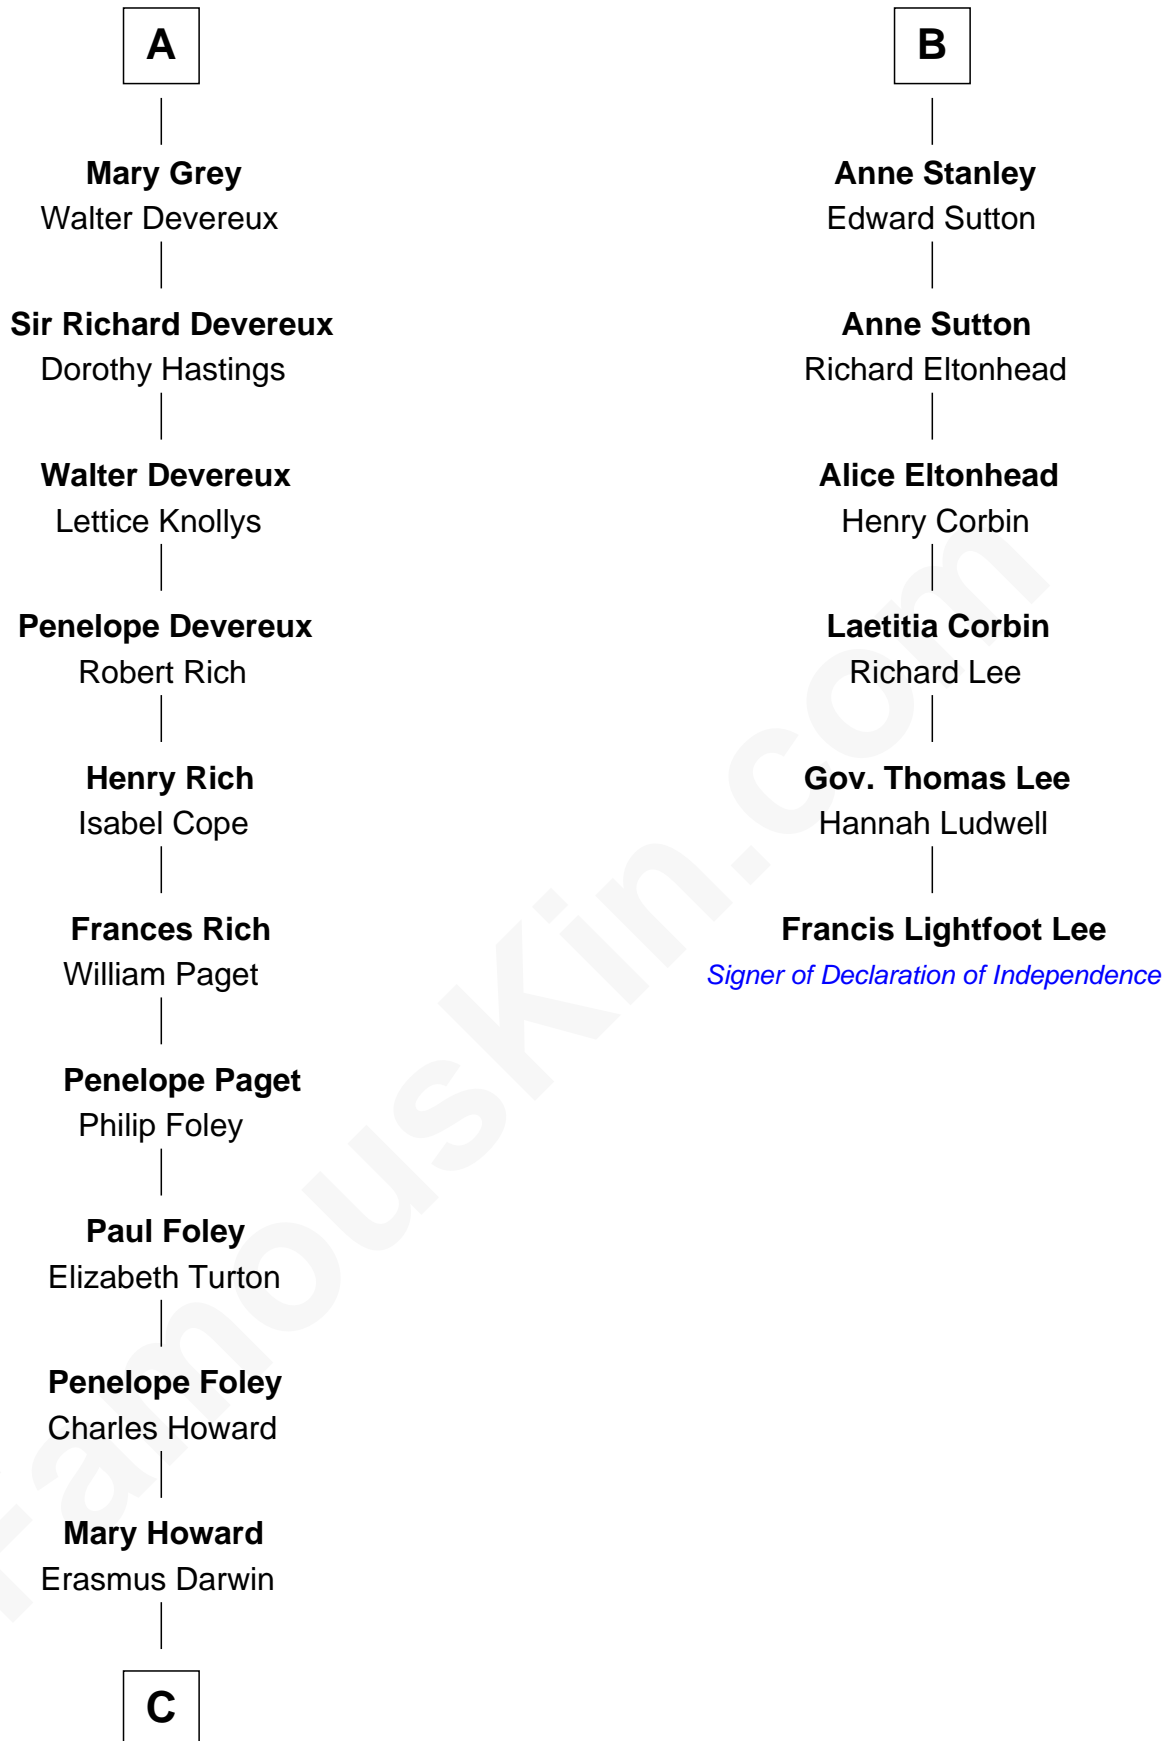 A
Mary Grey
Walter Devereux
Sir Richard Devereux
Dorothy Hastings
Walter Devereux
Lettice Knollys
Penelope Devereux
Robert Rich
Henry Rich
Isabel Cope
Frances Rich
William Paget
Penelope Paget
Philip Foley
Paul Foley
Elizabeth Turton
Penelope Foley
Charles Howard
Mary Howard
Erasmus Darwin
C
B
Anne Stanley
Edward Sutton
Anne Sutton
Richard Eltonhead
Alice Eltonhead
Henry Corbin
Laetitia Corbin
Richard Lee
Gov. Thomas Lee
Hannah Ludwell
Francis Lightfoot Lee
Signer of Declaration of Independence
FamousKin.com